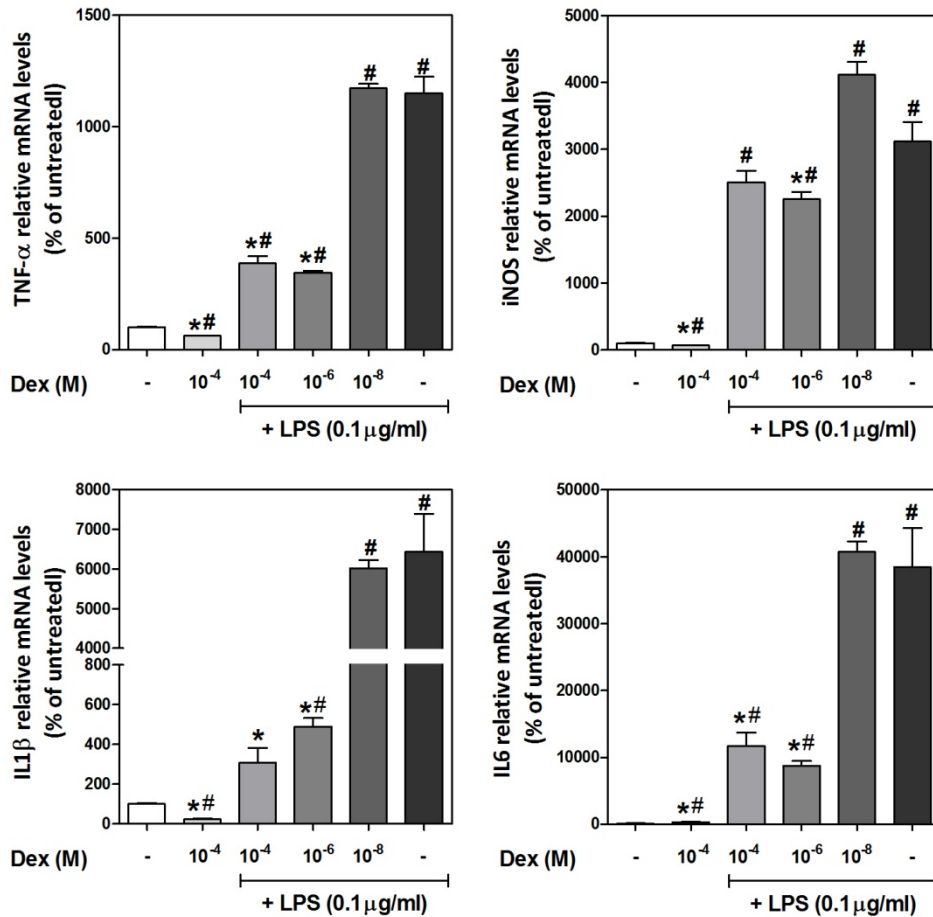 TNF-α relative mRNA levels
(% of untreatedl)
1500
1000
500
0
*# *# *# # #
Dex (M) - 10⁻⁴ 10⁻⁴ 10⁻⁶ 10⁻⁸ -
+ LPS (0.1μg/ml)
iNOS relative mRNA levels
(% of untreatedl)
5000
4000
3000
2000
1000
0
*# # *# # #
Dex (M) - 10⁻⁴ 10⁻⁴ 10⁻⁶ 10⁻⁸ -
+ LPS (0.1μg/ml)
IL1β relative mRNA levels
(% of untreatedl)
8000
7000
6000
5000
4000
800
600
400
200
0
*# * *# # #
Dex (M) - 10⁻⁴ 10⁻⁴ 10⁻⁶ 10⁻⁸ -
+ LPS (0.1μg/ml)
IL6 relative mRNA levels
(% of untreatedl)
50000
40000
30000
20000
10000
0
*# *# *# # #
Dex (M) - 10⁻⁴ 10⁻⁴ 10⁻⁶ 10⁻⁸ -
+ LPS (0.1μg/ml)